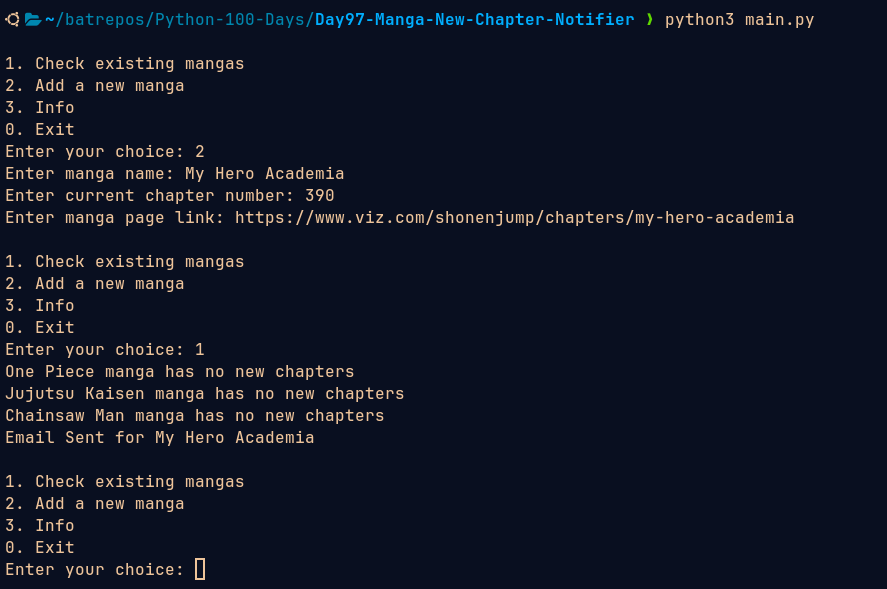 ~/batrepos/Python-100-Days/Day97-Manga-New-Chapter-Notifier ❯ python3 main.py

1. Check existing mangas
2. Add a new manga
3. Info
0. Exit
Enter your choice: 2
Enter manga name: My Hero Academia
Enter current chapter number: 390
Enter manga page link: https://www.viz.com/shonenjump/chapters/my-hero-academia

1. Check existing mangas
2. Add a new manga
3. Info
0. Exit
Enter your choice: 1
One Piece manga has no new chapters
Jujutsu Kaisen manga has no new chapters
Chainsaw Man manga has no new chapters
Email Sent for My Hero Academia

1. Check existing mangas
2. Add a new manga
3. Info
0. Exit
Enter your choice: